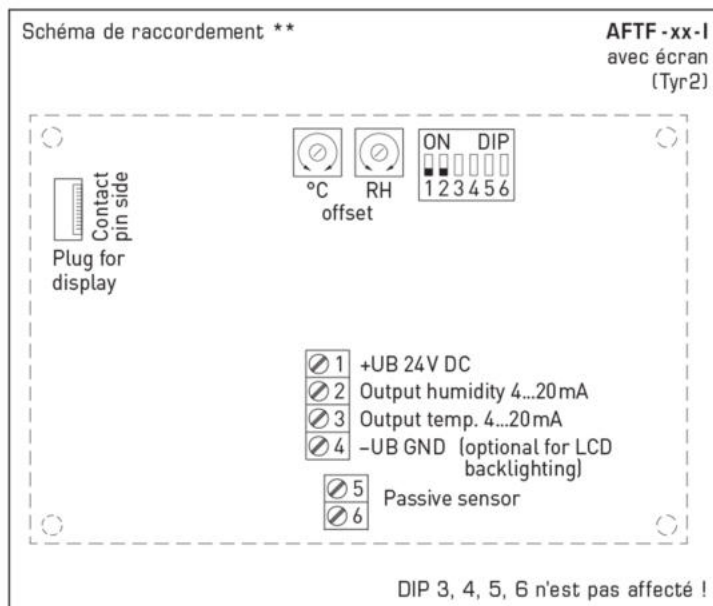 Schéma de raccordement **
AFTF - xx - I
avec écran
(Tyr2)
°C
RH
offset
ON DIP
1 2 3 4 5 6
Contact
pin side
Plug for
display
1 +UB 24V DC
2 Output humidity 4...20mA
3 Output temp. 4...20mA
4 –UB GND (optional for LCD
backlighting)
5
Passive sensor
6
DIP 3, 4, 5, 6 n'est pas affecté !